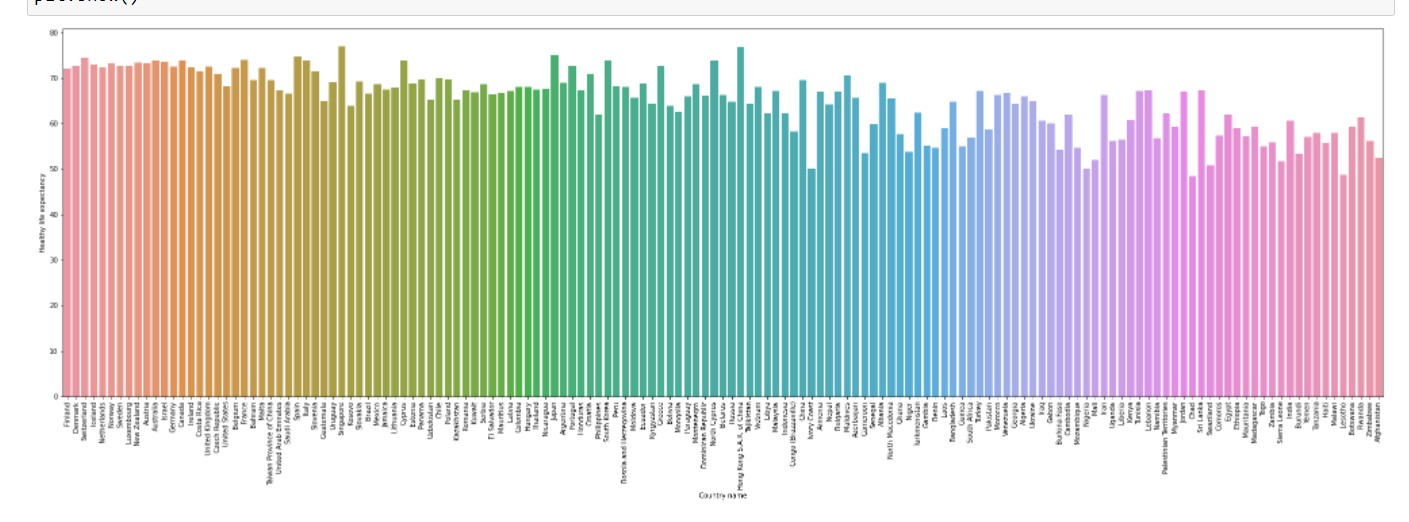 plt.show()
80
70
60
50
40
30
20
10
0
Healthy life expectancy
Finland
Denmark
Switzerland
Iceland
Netherlands
Norway
Sweden
Luxembourg
New Zealand
Austria
Australia
Israel
Germany
Canada
Ireland
Costa Rica
United Kingdom
Czech Republic
United States
Belgium
France
Bahrain
Malta
Taiwan Province of China
United Arab Emirates
Saudi Arabia
Spain
Italy
Slovenia
Guatemala
Uruguay
Singapore
Kosovo
Slovakia
Brazil
Mexico
Jamaica
Lithuania
Cyprus
Estonia
Panama
Uzbekistan
Chile
Poland
Kazakhstan
Romania
Kuwait
Serbia
El Salvador
Mauritius
Latvia
Colombia
Hungary
Thailand
Nicaragua
Japan
Argentina
Portugal
Honduras
Croatia
Philippines
South Korea
Peru
Bosnia and Herzegovina
Moldova
Ecuador
Kyrgyzstan
Greece
Bolivia
Mongolia
Paraguay
Montenegro
Dominican Republic
North Cyprus
Belarus
Russia
Hong Kong S.A.R. of China
Tajikistan
Vietnam
Libya
Malaysia
Indonesia
Congo (Brazzaville)
China
Ivory Coast
Armenia
Nepal
Bulgaria
Maldives
Azerbaijan
Cameroon
Senegal
Albania
North Macedonia
Ghana
Niger
Turkmenistan
Gambia
Benin
Laos
Bangladesh
Guinea
South Africa
Turkey
Pakistan
Morocco
Venezuela
Georgia
Algeria
Ukraine
Iraq
Gabon
Burkina Faso
Cambodia
Mozambique
Nigeria
Mali
Iran
Uganda
Liberia
Kenya
Tunisia
Lebanon
Namibia
Palestinian Territories
Myanmar
Jordan
Chad
Sri Lanka
Swaziland
Comoros
Egypt
Ethiopia
Mauritania
Madagascar
Togo
Zambia
Sierra Leone
India
Burundi
Yemen
Tanzania
Haiti
Malawi
Lesotho
Botswana
Rwanda
Zimbabwe
Afghanistan
Country name